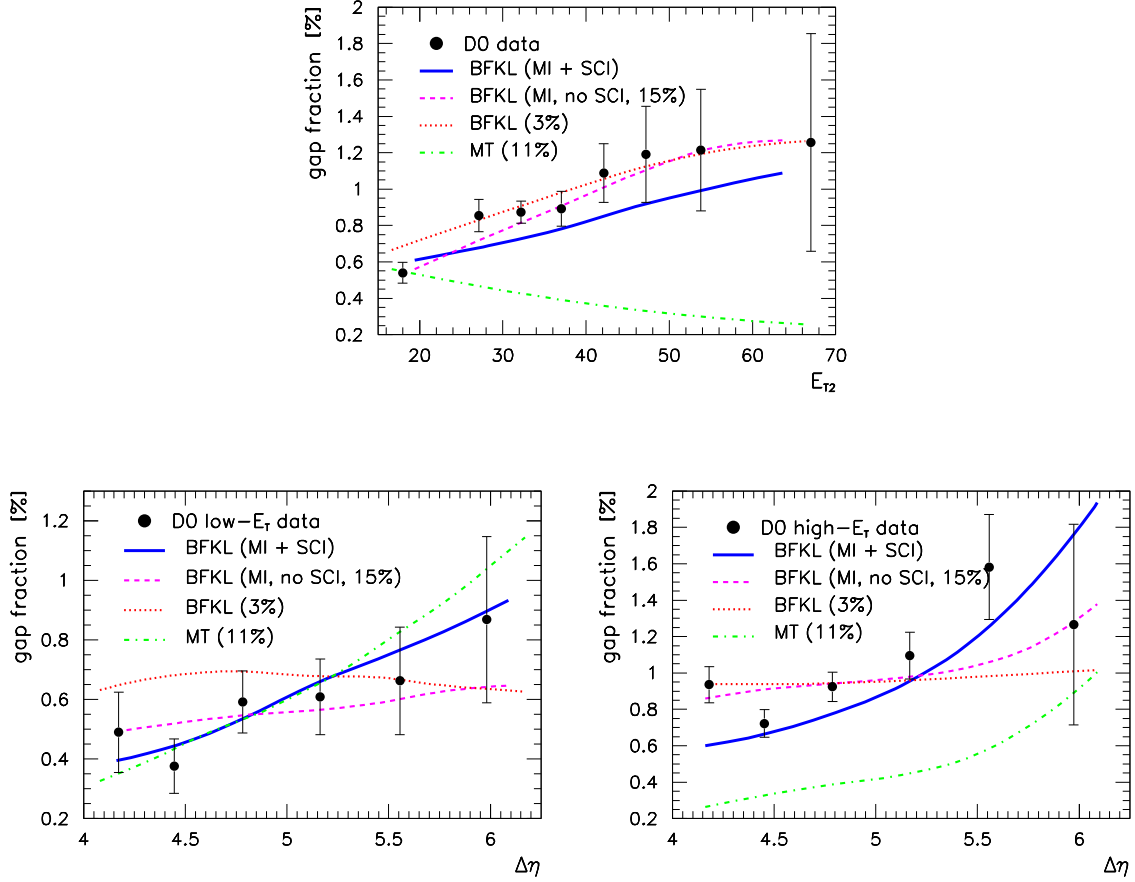 gap fraction [%]
2
1.8
1.6
1.4
1.2
1
0.8
0.6
0.4
0.2
D0 data
BFKL (MI + SCI)
BFKL (MI, no SCI, 15%)
BFKL (3%)
MT (11%)
20 30 40 50 60 70
E_T2
gap fraction [%]
1.2
1
0.8
0.6
0.4
0.2
D0 low-E_T data
BFKL (MI + SCI)
BFKL (MI, no SCI, 15%)
BFKL (3%)
MT (11%)
4 4.5 5 5.5 6
Δη
gap fraction [%]
2
1.8
1.6
1.4
1.2
1
0.8
0.6
0.4
0.2
D0 high-E_T data
BFKL (MI + SCI)
BFKL (MI, no SCI, 15%)
BFKL (3%)
MT (11%)
4 4.5 5 5.5 6
Δη